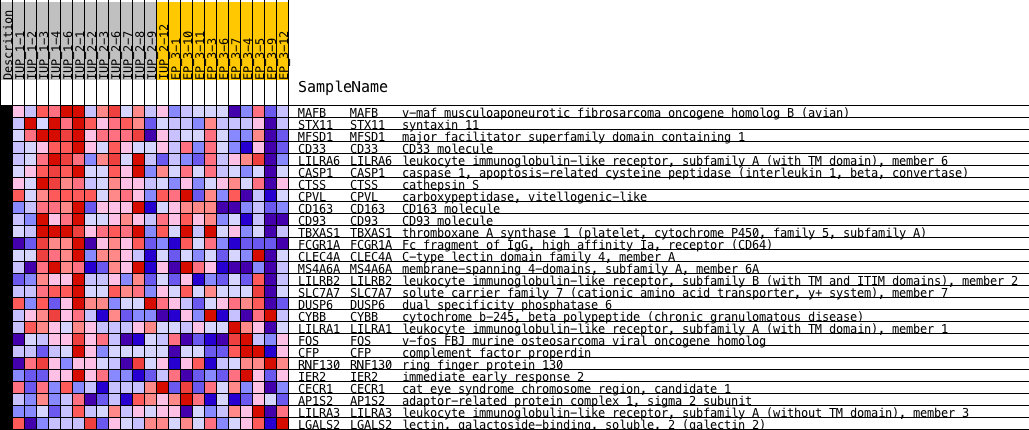 Descrition
IUP_1-1
IUP_1-2
IUP_1-3
IUP_1-4
IUP_1-6
IUP_2-1
IUP_2-2
IUP_2-3
IUP_2-6
IUP_2-7
IUP_2-8
IUP_2-9
IUP_2-12
EP_3-1
EP_3-10
EP_3-11
EP_3-3
EP_3-6
EP_3-7
EP_3-4
EP_3-5
EP_3-9
EP_3-12
SampleName
MAFB MAFB v-maf musculoaponeurotic fibrosarcoma oncogene homolog B (avian)
STX11 STX11 syntaxin 11
MFSD1 MFSD1 major facilitator superfamily domain containing 1
CD33 CD33 CD33 molecule
LILRA6 LILRA6 leukocyte immunoglobulin-like receptor, subfamily A (with TM domain), member 6
CASP1 CASP1 caspase 1, apoptosis-related cysteine peptidase (interleukin 1, beta, convertase)
CTSS CTSS cathepsin S
CPVL CPVL carboxypeptidase, vitellogenic-like
CD163 CD163 CD163 molecule
CD93 CD93 CD93 molecule
TBXAS1 TBXAS1 thromboxane A synthase 1 (platelet, cytochrome P450, family 5, subfamily A)
FCGR1A FCGR1A Fc fragment of IgG, high affinity Ia, receptor (CD64)
CLEC4A CLEC4A C-type lectin domain family 4, member A
MS4A6A MS4A6A membrane-spanning 4-domains, subfamily A, member 6A
LILRB2 LILRB2 leukocyte immunoglobulin-like receptor, subfamily B (with TM and ITIM domains), member 2
SLC7A7 SLC7A7 solute carrier family 7 (cationic amino acid transporter, y+ system), member 7
DUSP6 DUSP6 dual specificity phosphatase 6
CYBB CYBB cytochrome b-245, beta polypeptide (chronic granulomatous disease)
LILRA1 LILRA1 leukocyte immunoglobulin-like receptor, subfamily A (with TM domain), member 1
FOS FOS v-fos FBJ murine osteosarcoma viral oncogene homolog
CFP CFP complement factor properdin
RNF130 RNF130 ring finger protein 130
IER2 IER2 immediate early response 2
CECR1 CECR1 cat eye syndrome chromosome region, candidate 1
AP1S2 AP1S2 adaptor-related protein complex 1, sigma 2 subunit
LILRA3 LILRA3 leukocyte immunoglobulin-like receptor, subfamily A (without TM domain), member 3
LGALS2 LGALS2 lectin, galactoside-binding, soluble, 2 (galectin 2)